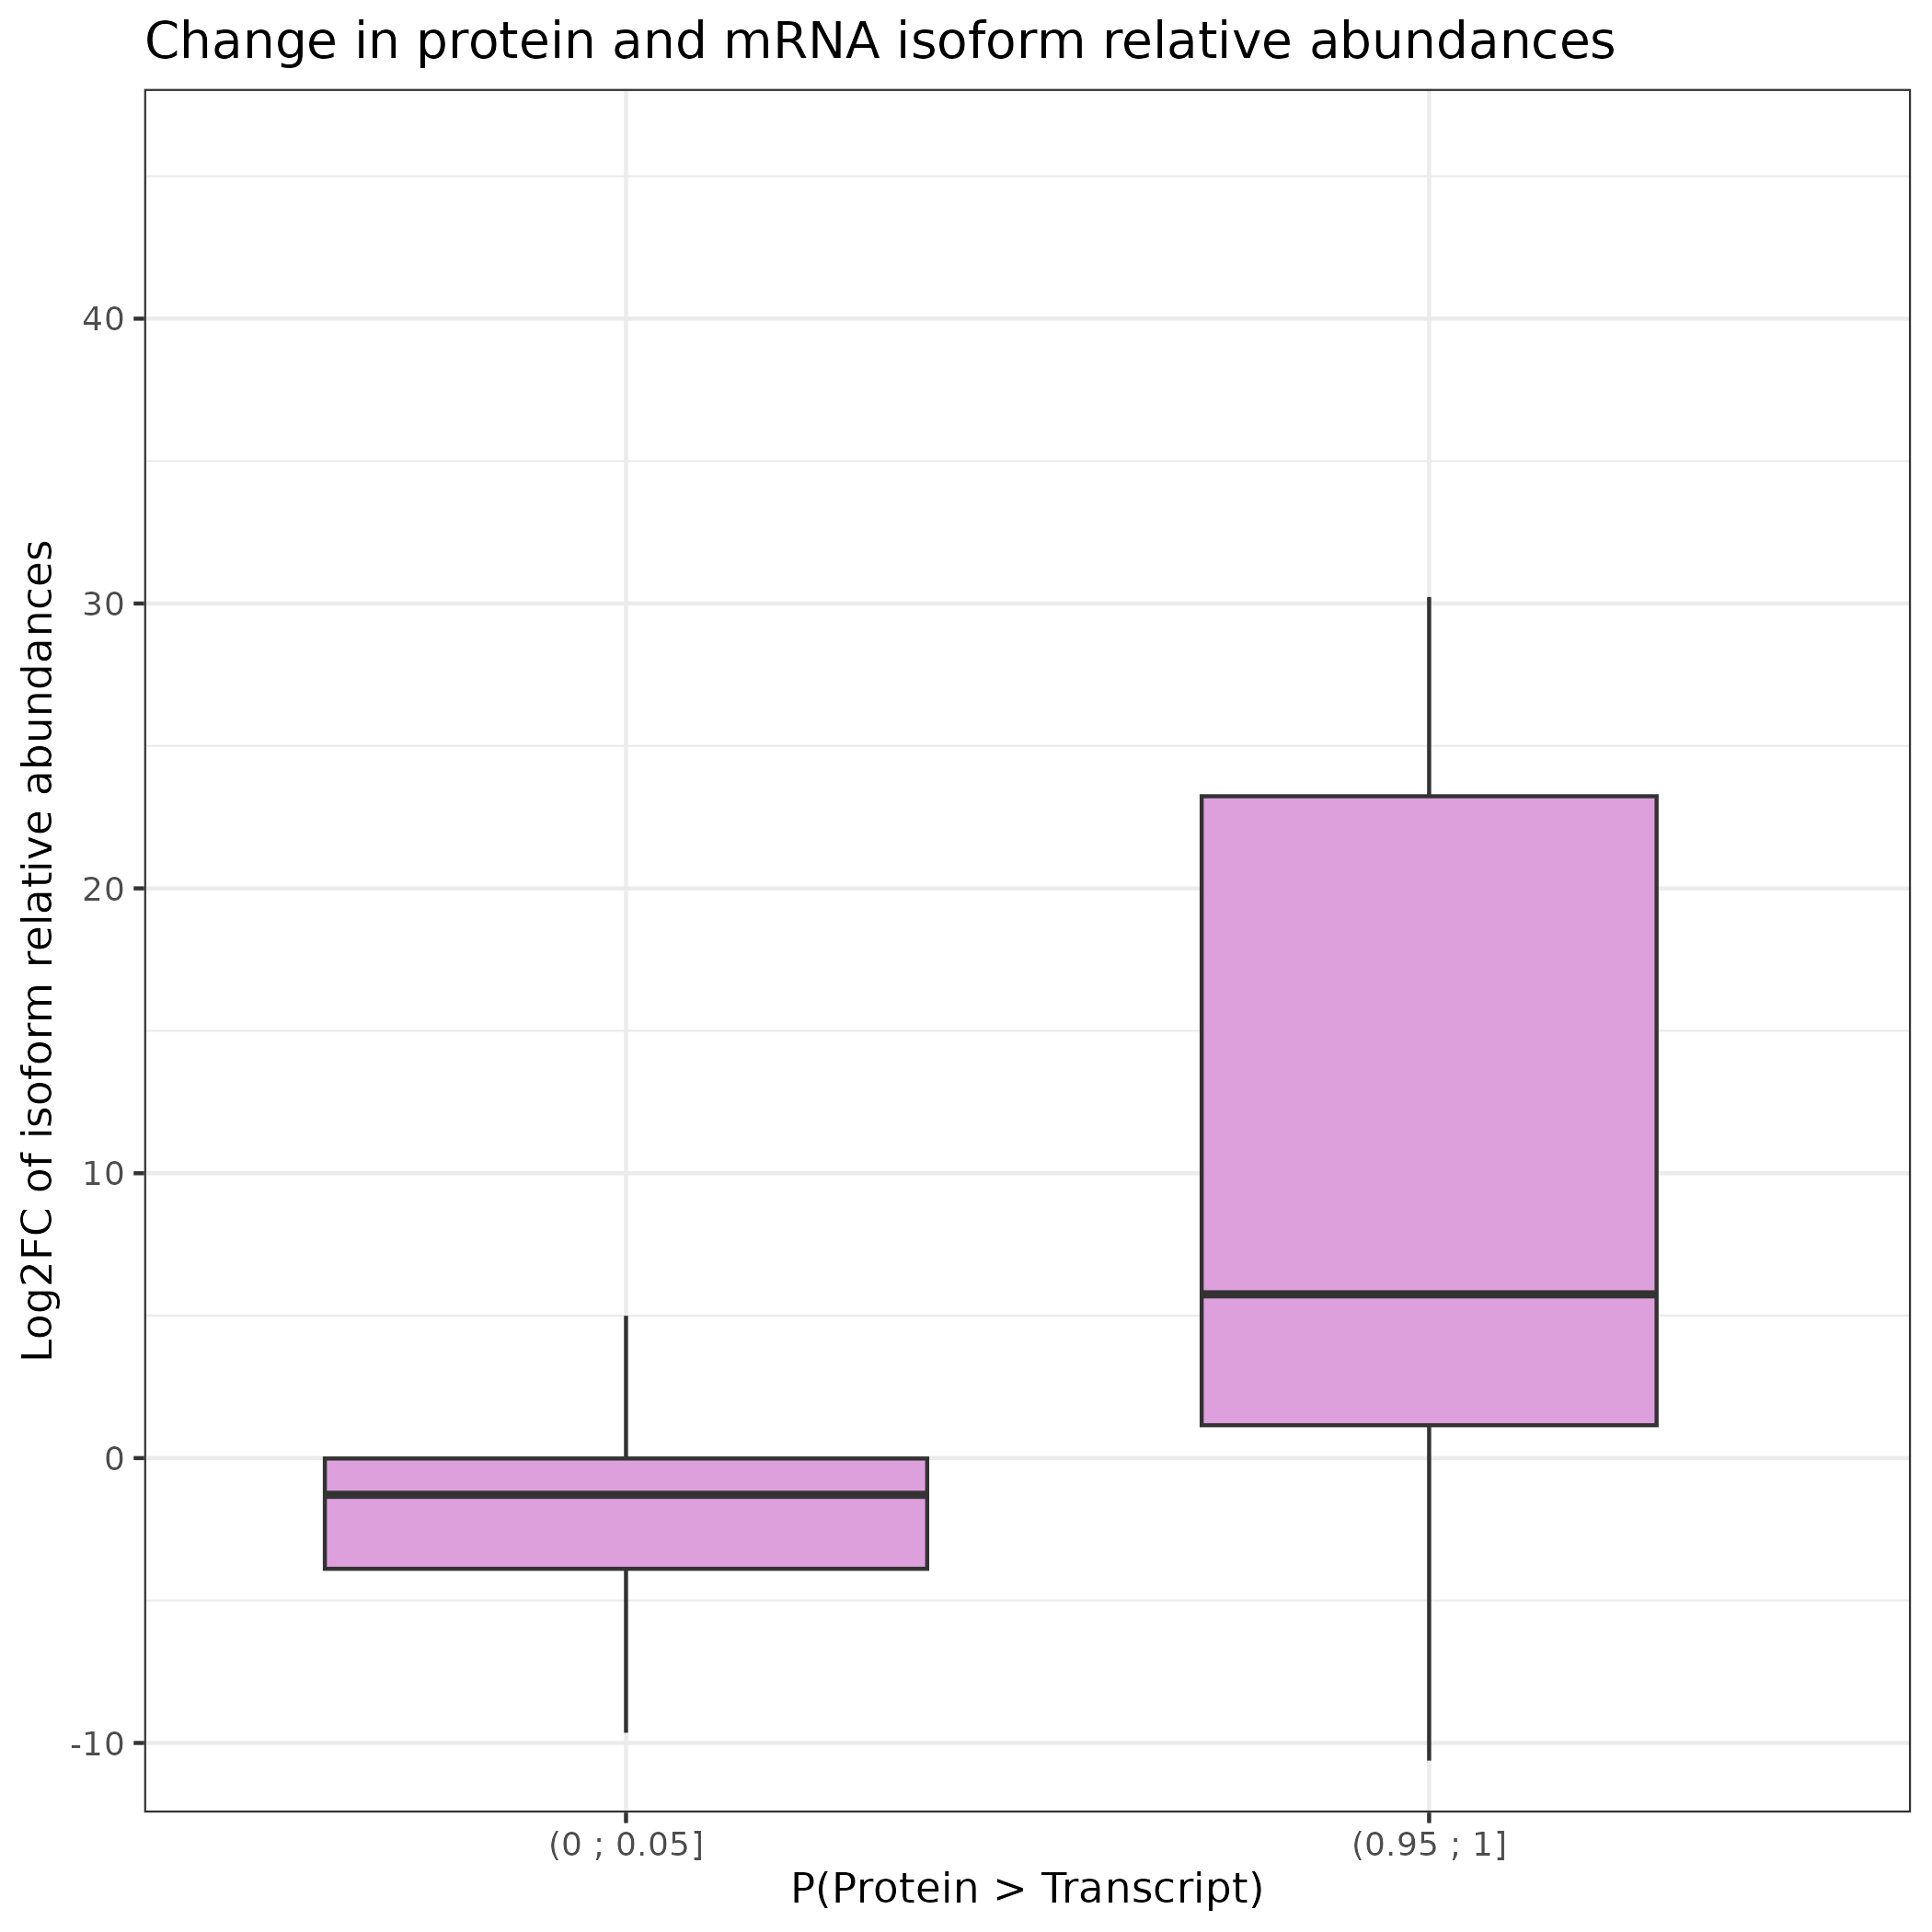 Change in protein and mRNA isoform relative abundances
Log2FC of isoform relative abundances
40
30
20
10
0
-10
(0 ; 0.05]
(0.95 ; 1]
P(Protein > Transcript)